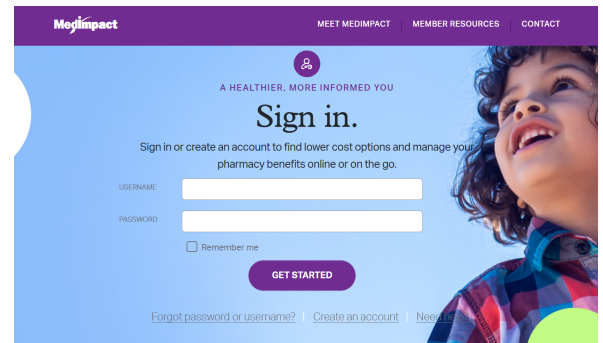 Medimpact
MEET MEDIMPACT
MEMBER RESOURCES
CONTACT
A HEALTHIER, MORE INFORMED YOU
Sign in.
Sign in or create an account to find lower cost options and manage your
pharmacy benefits online or on the go.
USERNAME
PASSWORD
Remember me
GET STARTED
Forgot password or username? | Create an account | Need